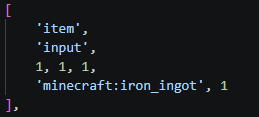 [
'item',
'input',
1, 1, 1,
'minecraft:iron_ingot', 1
],